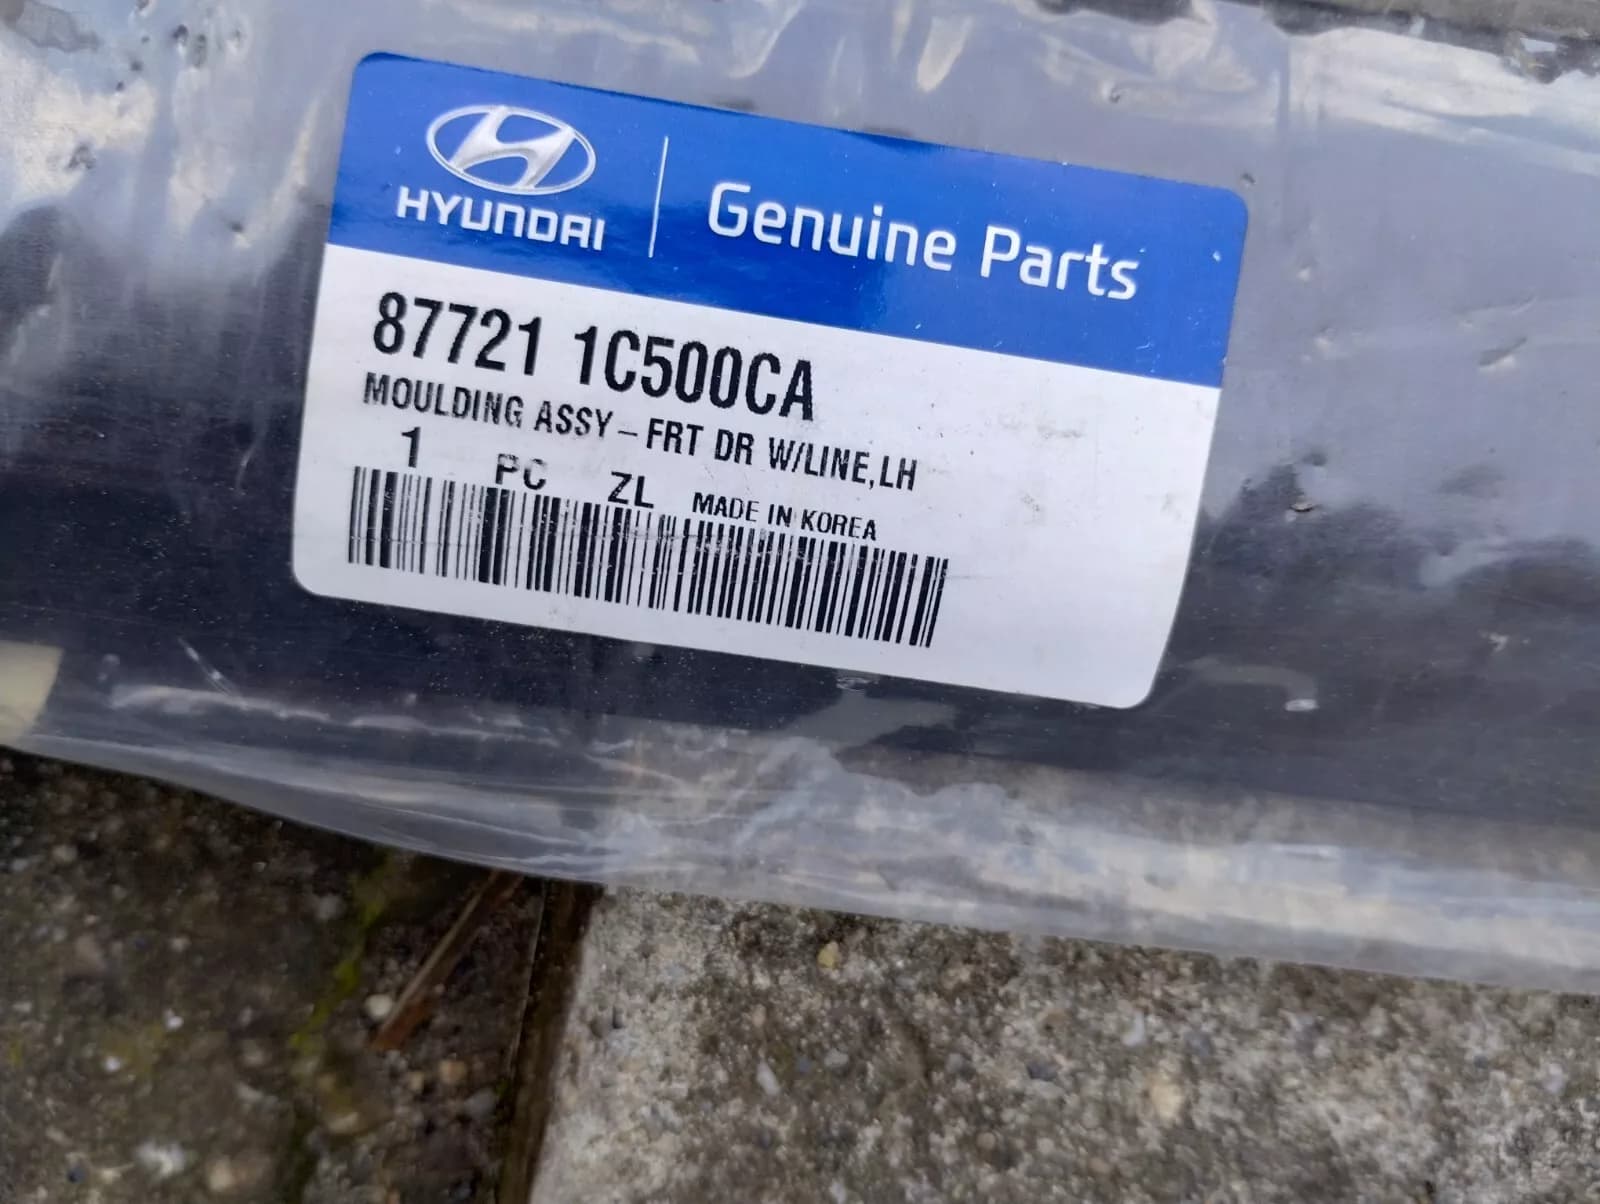 HYUNDAI
Genuine Parts
87721 1C500CA
MOULDING ASSY-FRT DR W/LINE,LH
1 PC ZL MADE IN KOREA